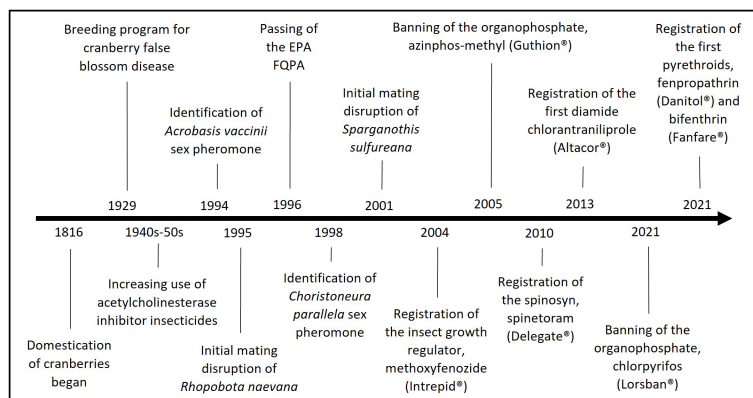 Breeding program for
cranberry false
blossom disease
Passing of
the EPA
FQPA
Banning of the organophosphate,
azinphos-methyl (Guthion®)
Registration of
the first
pyrethroids,
fenpropathrin
(Danitol®) and
bifenthrin
(Fanfare®)
Identification of
Acrobasis vaccinii
sex pheromone
Initial mating
disruption of
Sparganothis
sulfureana
Registration of the
first diamide
chlorantraniliprole
(Altacor®)
1929
1994
1996
2001
2005
2013
2021
1816
1940s-50s
1995
1998
2004
2010
2021
Domestication
of cranberries
began
Increasing use of
acetylcholinesterase
inhibitor insecticides
Initial mating
disruption of
Rhopobota naevana
Identification of
Choristoneura
parallela sex
pheromone
Registration of
the insect growth
regulator,
methoxyfenozide
(Intrepid®)
Registration of
the spinosyn,
spinetoram
(Delegate®)
Banning of the
organophosphate,
chlorpyrifos
(Lorsban®)